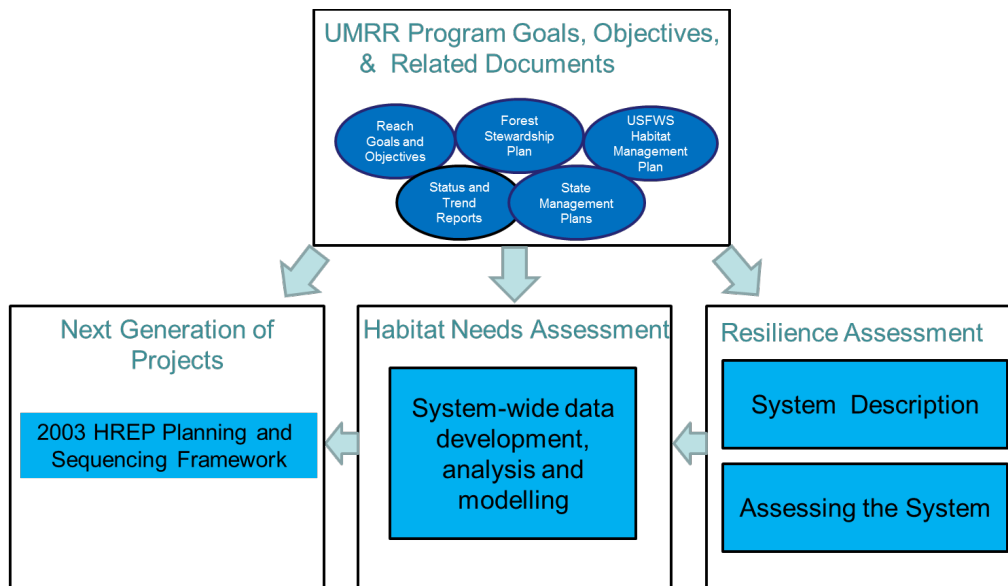 UMRR Program Goals, Objectives,
& Related Documents
Reach
Goals and
Objectives
Forest
Stewardship
Plan
USFWS
Habitat
Management
Plan
Status and
Trend
Reports
State
Management
Plans
Next Generation of
Projects
2003 HREP Planning and
Sequencing Framework
Habitat Needs Assessment
System-wide data
development,
analysis and
modelling
Resilience Assessment
System Description
Assessing the System